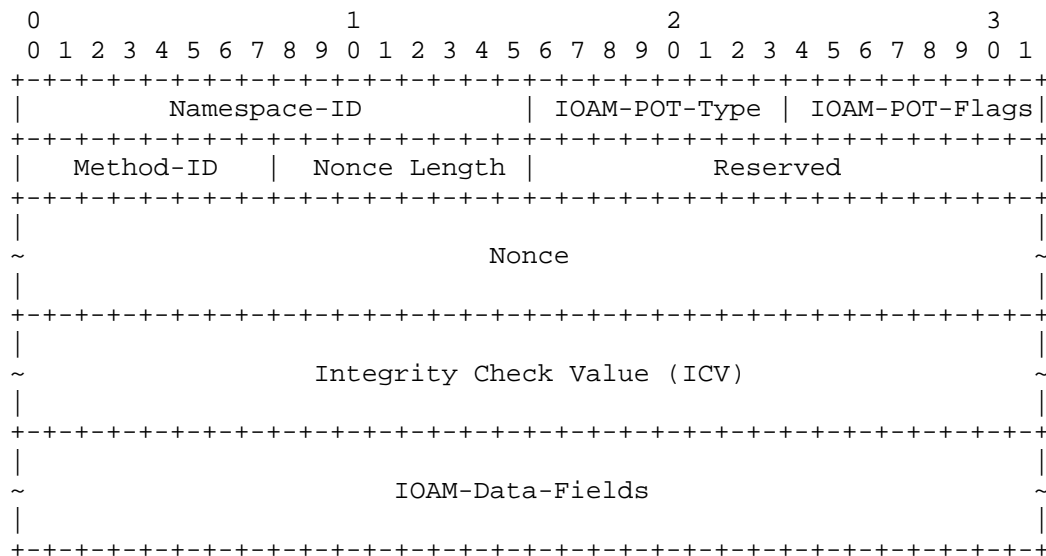 0                   1                   2                   3
 0 1 2 3 4 5 6 7 8 9 0 1 2 3 4 5 6 7 8 9 0 1 2 3 4 5 6 7 8 9 0 1
+-+-+-+-+-+-+-+-+-+-+-+-+-+-+-+-+-+-+-+-+-+-+-+-+-+-+-+-+-+-+-+-+
|         Namespace-ID          | IOAM-POT-Type | IOAM-POT-Flags|
+-+-+-+-+-+-+-+-+-+-+-+-+-+-+-+-+-+-+-+-+-+-+-+-+-+-+-+-+-+-+-+-+
|   Method-ID   |  Nonce Length |           Reserved            |
+-+-+-+-+-+-+-+-+-+-+-+-+-+-+-+-+-+-+-+-+-+-+-+-+-+-+-+-+-+-+-+-+
|                                                               |
~                             Nonce                             ~
|                                                               |
+-+-+-+-+-+-+-+-+-+-+-+-+-+-+-+-+-+-+-+-+-+-+-+-+-+-+-+-+-+-+-+-+
|                                                               |
~                  Integrity Check Value (ICV)                  ~
|                                                               |
+-+-+-+-+-+-+-+-+-+-+-+-+-+-+-+-+-+-+-+-+-+-+-+-+-+-+-+-+-+-+-+-+
|                                                               |
~                       IOAM-Data-Fields                        ~
|                                                               |
+-+-+-+-+-+-+-+-+-+-+-+-+-+-+-+-+-+-+-+-+-+-+-+-+-+-+-+-+-+-+-+-+